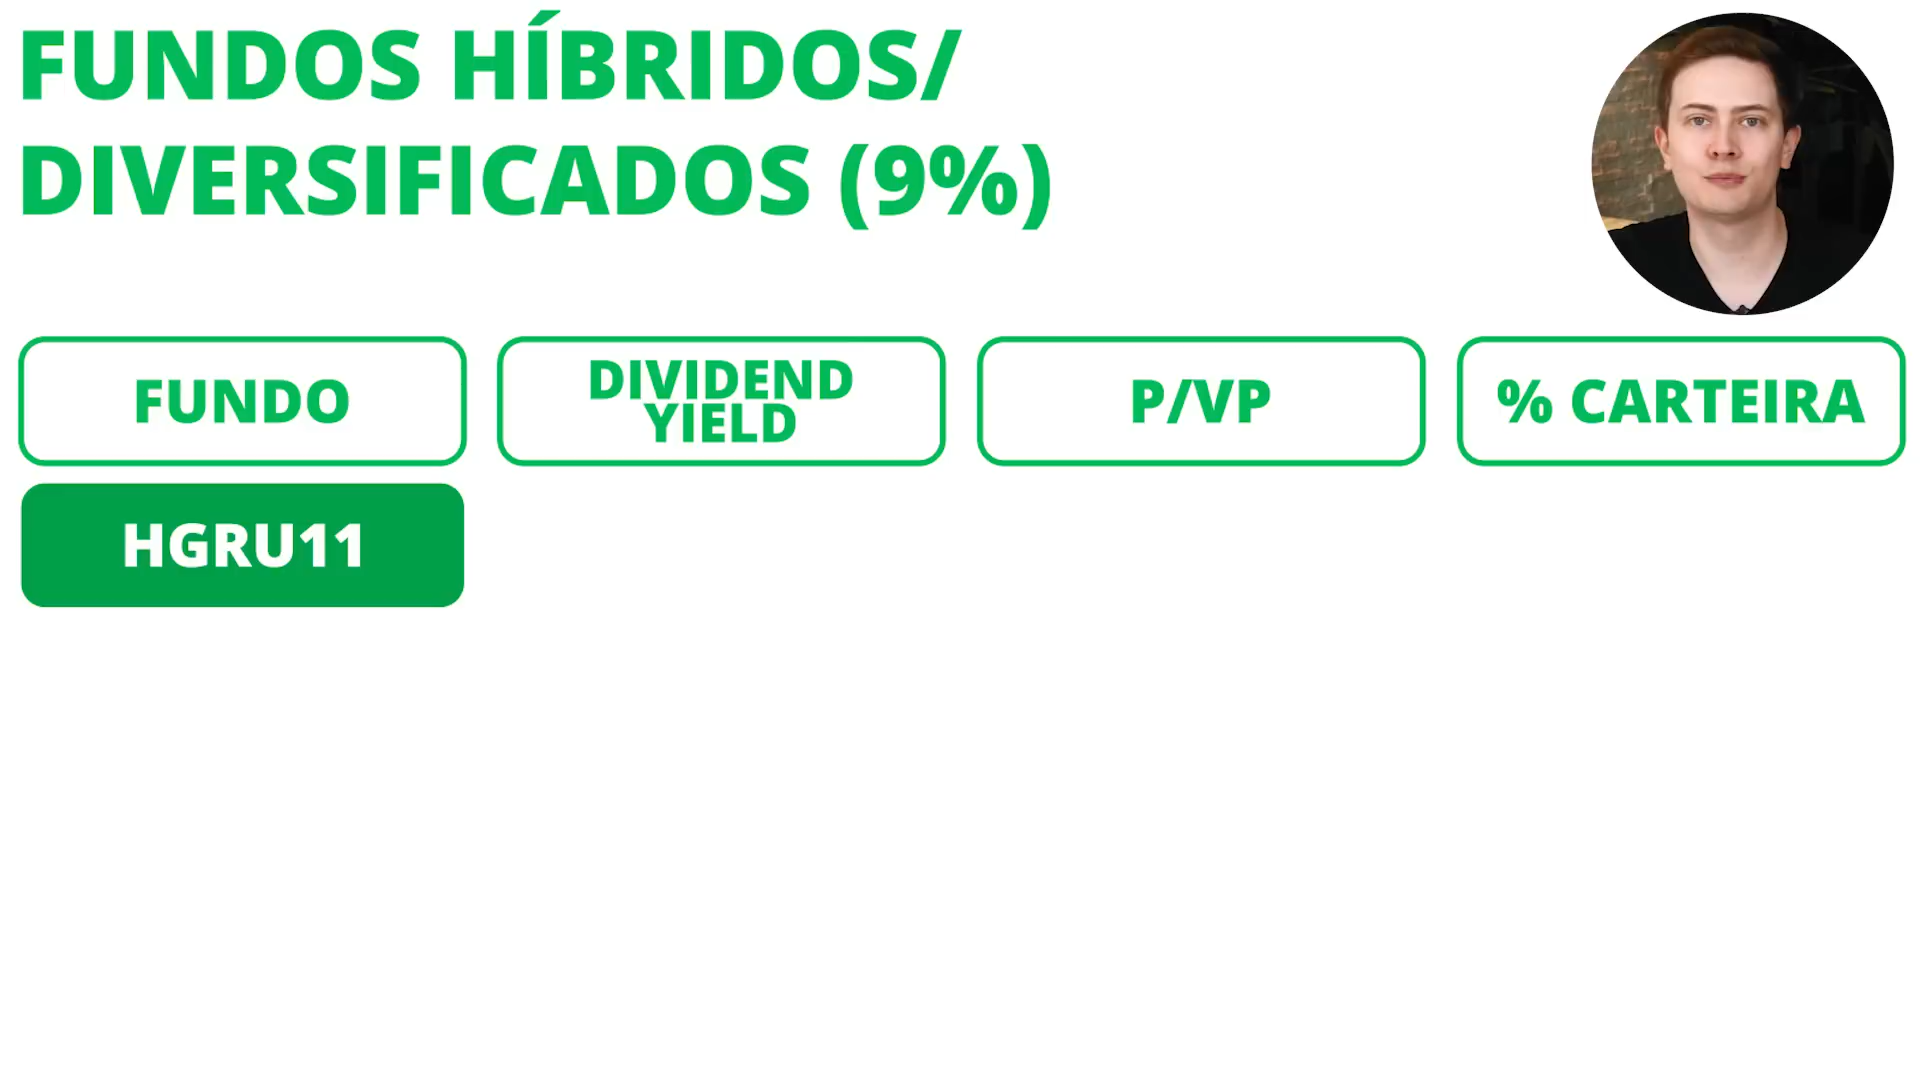 FUNDOS HÍBRIDOS/
DIVERSIFICADOS (9%)
FUNDO
DIVIDEND
YIELD
P/VP
% CARTEIRA
HGRU11